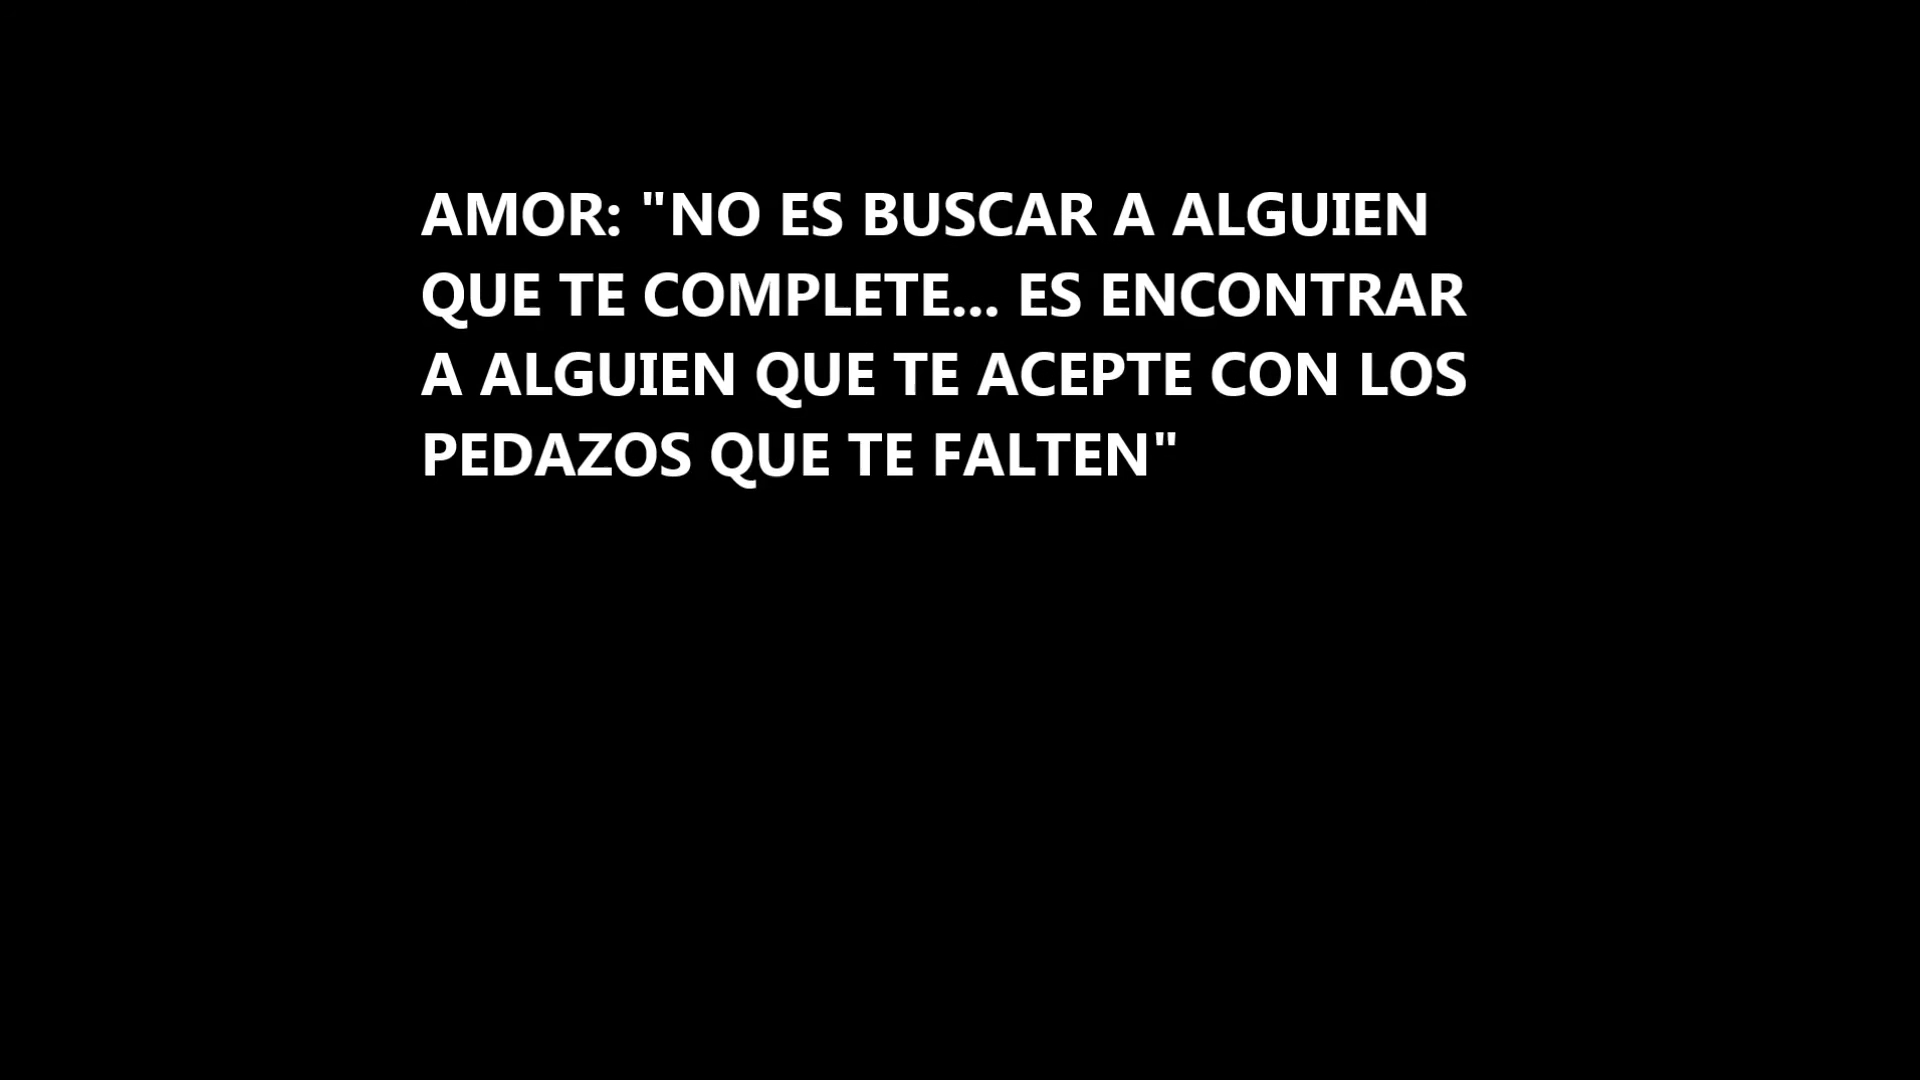 AMOR: "NO ES BUSCAR A ALGUIEN
QUE TE COMPLETE... ES ENCONTRAR
A ALGUIEN QUE TE ACEPTE CON LOS
PEDAZOS QUE TE FALTEN"